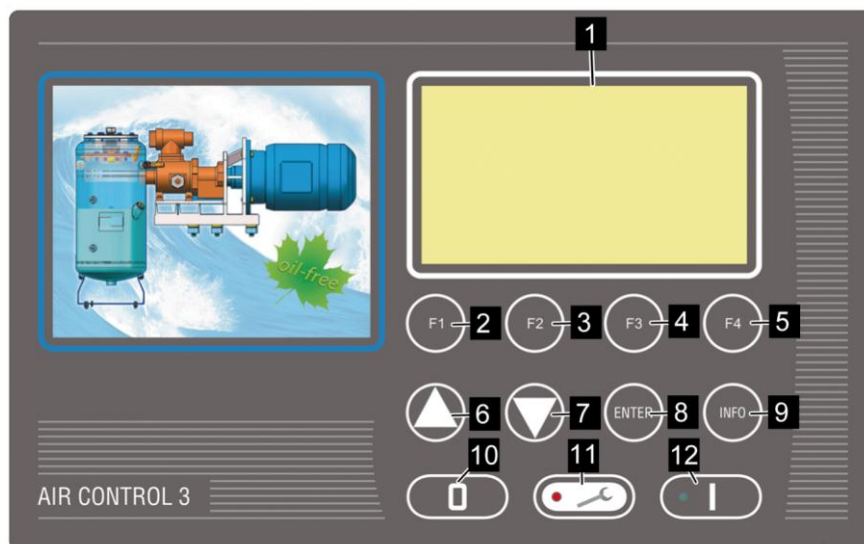 1
oil-free
F1 2 F2 3 F3 4 F4 5
6 7 ENTER 8 INFO 9
10 11 12
AIR CONTROL 3 0 I